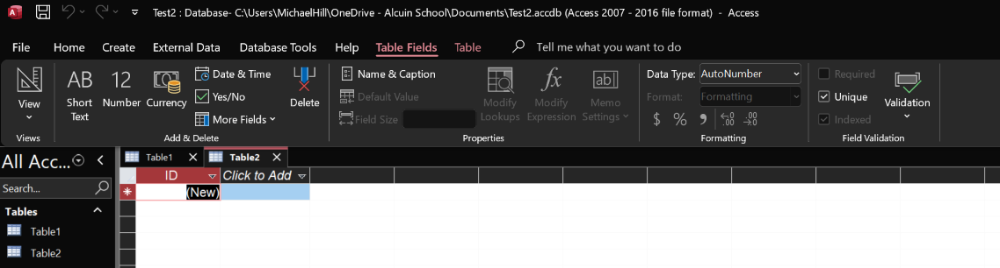 Test2 : Database- C:\Users\MichaelHill\OneDrive - Alcuin School\Documents\Test2.accdb (Access 2007 - 2016 file format) - Access
File Home Create External Data Database Tools Help Table Fields Table Tell me what you want to do
View
Views
AB
Short
Text
12
Number
Currency
Date & Time
Yes/No
More Fields
Delete
Add & Delete
Name & Caption
Default Value
Field Size
Modify
Lookups
fx
Modify
Expression
ab
Memo
Settings
Properties
Data Type: AutoNumber
Format: Formatting
$ % , ←0 .00 .00 →0
Formatting
Required
Unique
Indexed
Validation
Field Validation
All Acc...
Search...
Tables
Table1
Table2
Table1 Table2
ID Click to Add
(New)